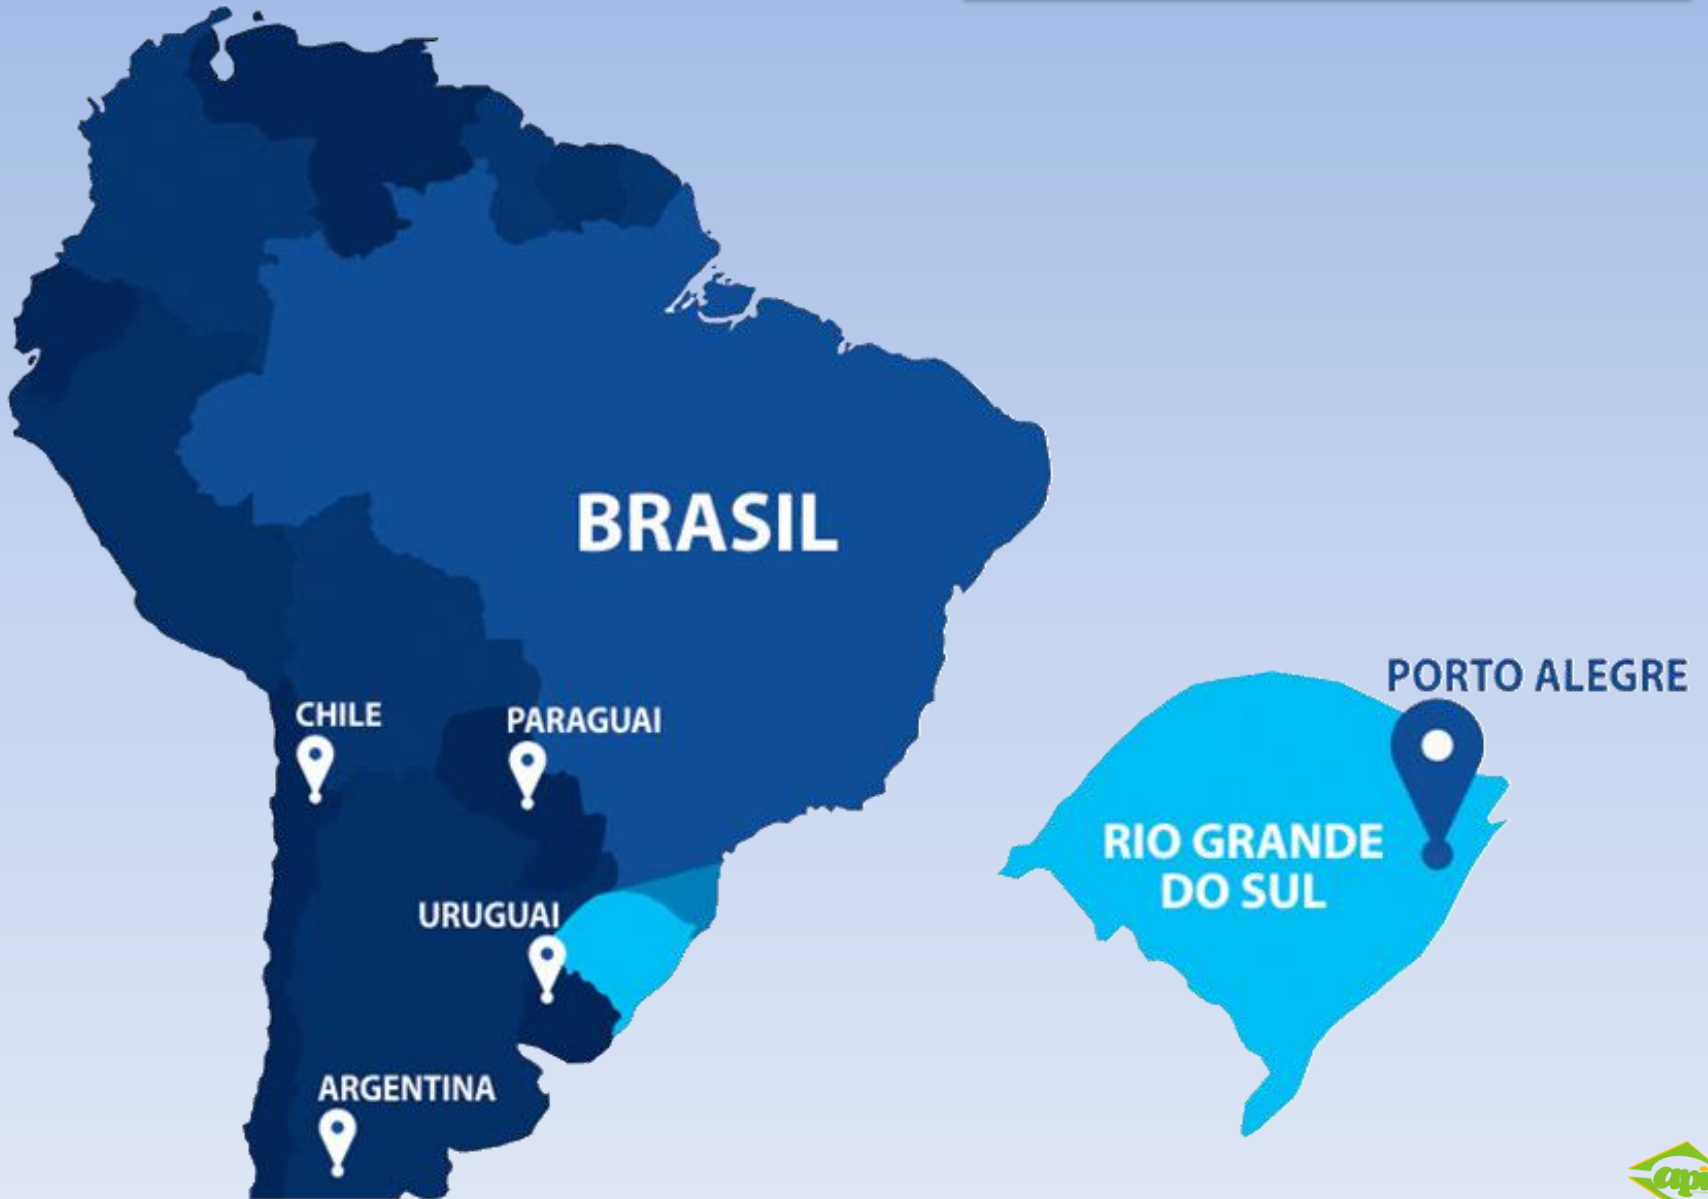 BRASIL
CHILE
PARAGUAI
URUGUAI
ARGENTINA
PORTO ALEGRE
RIO GRANDE
DO SUL